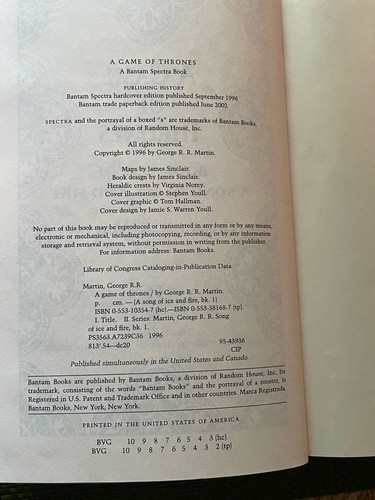 A GAME OF THRONES
A Bantam Spectra Book
PUBLISHING HISTORY
Bantam Spectra hardcover edition published September 1996
Bantam trade paperback edition published June 2001
SPECTRA and the portrayal of a boxed "s" are trademarks of Bantam Books,
a division of Random House, Inc.
All rights reserved.
Copyright © 1996 by George R. R. Martin.
Maps by James Sinclair.
Book design by James Sinclair.
Heraldic crests by Virginia Norey.
Cover illustration © Stephen Youll.
Cover graphic © Tom Hallman.
Cover design by Jamie S. Warren Youll.
No part of this book may be reproduced or transmitted in any form or by any means,
electronic or mechanical, including photocopying, recording, or by any information
storage and retrieval system, without permission in writing from the publisher.
For information address: Bantam Books.
Library of Congress Cataloging-in-Publication Data
Martin, George R.R.
A game of thrones / by George R. R. Martin.
p. cm. — (A song of ice and fire, bk. 1)
ISBN 0-553-10354-7 (hc).—ISBN 0-553-38168-7 (tp).
I. Title. II. Series: Martin, George R. R. Song
of ice and fire, bk. 1.
PS3563.A7239C36 1996
813'.54—dc20 95-43936
CIP
Published simultaneously in the United States and Canada
Bantam Books are published by Bantam Books, a division of Random House, Inc. Its
trademark, consisting of the words "Bantam Books" and the portrayal of a rooster, is
Registered in U.S. Patent and Trademark Office and in other countries. Marca Registrada.
Bantam Books, New York, New York.
PRINTED IN THE UNITED STATES OF AMERICA
BVG 10 9 8 7 6 5 4 3 (hc)
BVG 10 9 8 7 6 5 4 3 2 (tp)